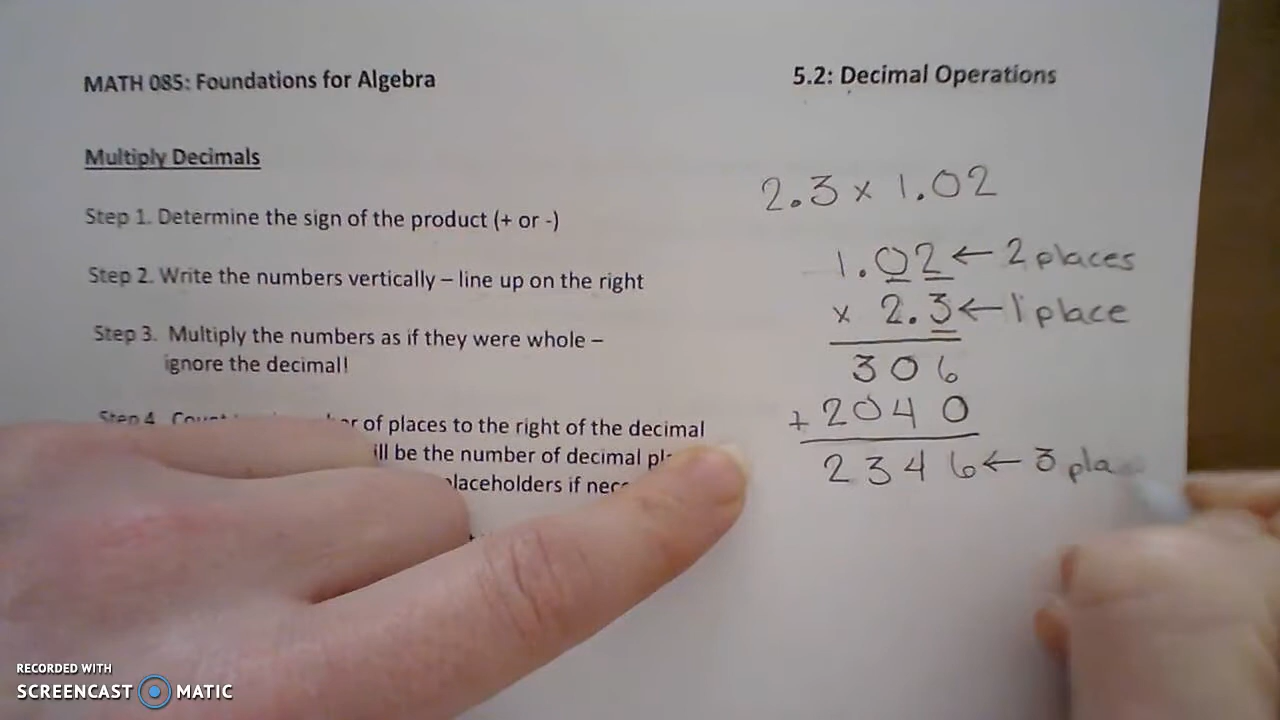 MATH 085: Foundations for Algebra
5.2: Decimal Operations
Multiply Decimals
Step 1. Determine the sign of the product (+ or -)
Step 2. Write the numbers vertically – line up on the right
Step 3. Multiply the numbers as if they were whole –
ignore the decimal!
Step 4. of places to the right of the decimal
be the number of decimal
if
2.3 x 1.02
1.02 ← 2 places
x 2.3 ← 1 place
306
+ 2040
2346 ← 3 pla
RECORDED WITH
SCREENCAST MATIC